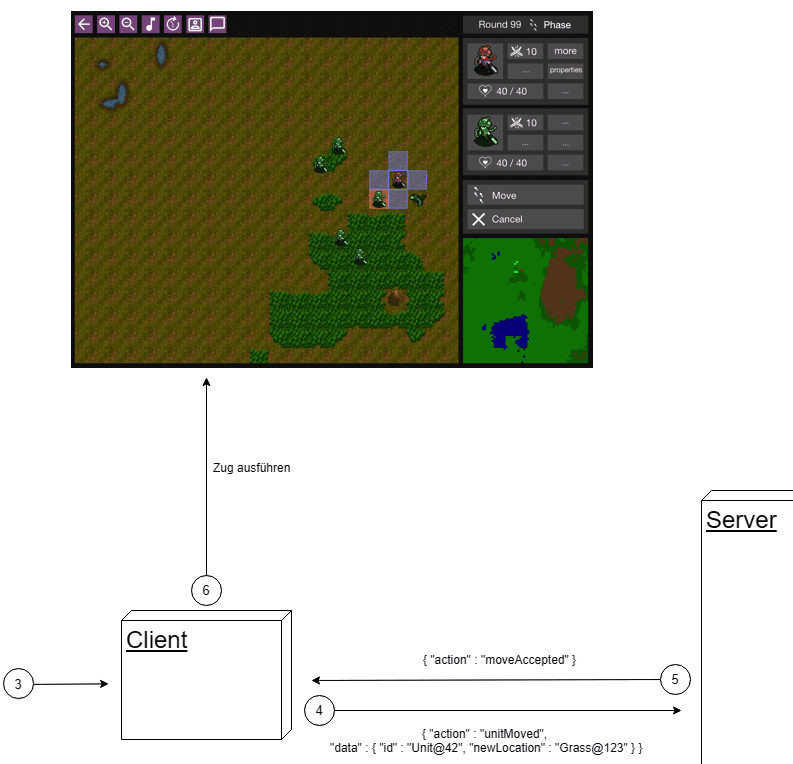 Round 99 Phase
10 more
... properties
40 / 40 ...
10 ...
... ...
40 / 40 ...
Move
Cancel
Zug ausführen
Server
6
Client
{ "action" : "moveAccepted" }
3
5
4
{ "action" : "unitMoved",
"data" : { "id" : "Unit@42", "newLocation" : "Grass@123" } }